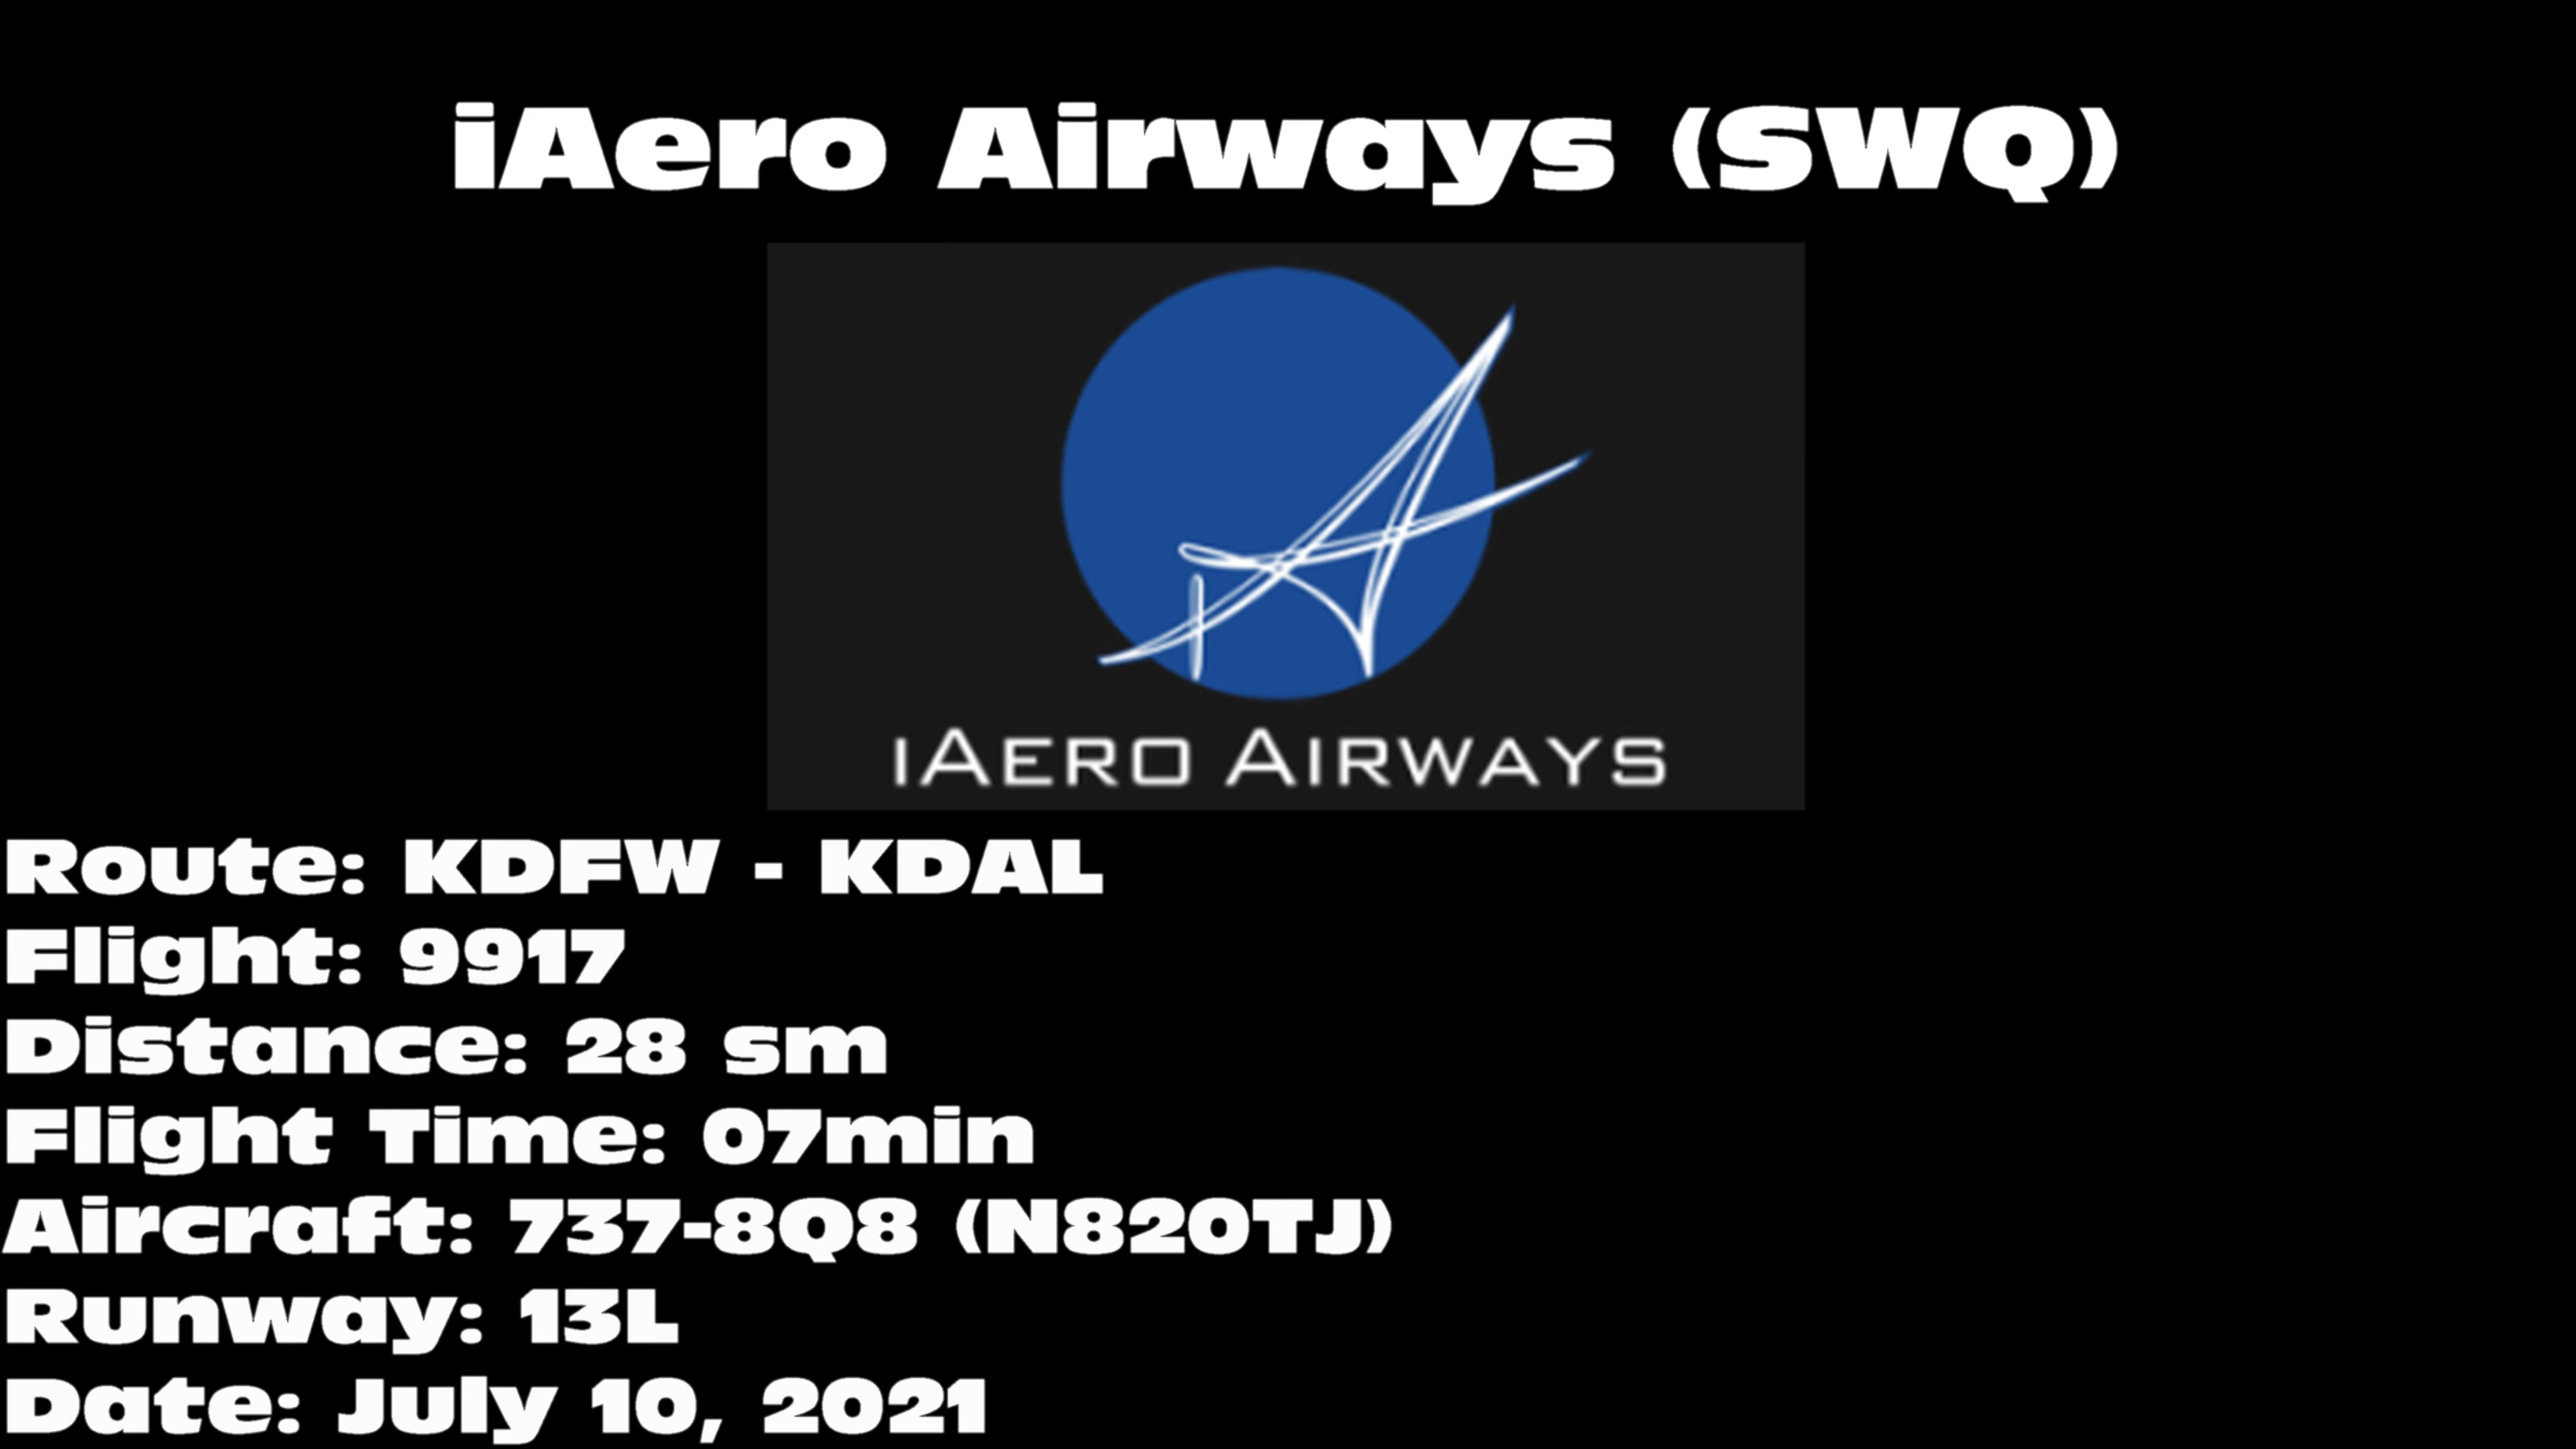 iAero Airways (SWQ)
iAero Airways
Route: KDFW - KDAL
Flight: 9917
Distance: 28 sm
Flight Time: 07min
Aircraft: 737-8Q8 (N820TJ)
Runway: 13L
Date: July 10, 2021